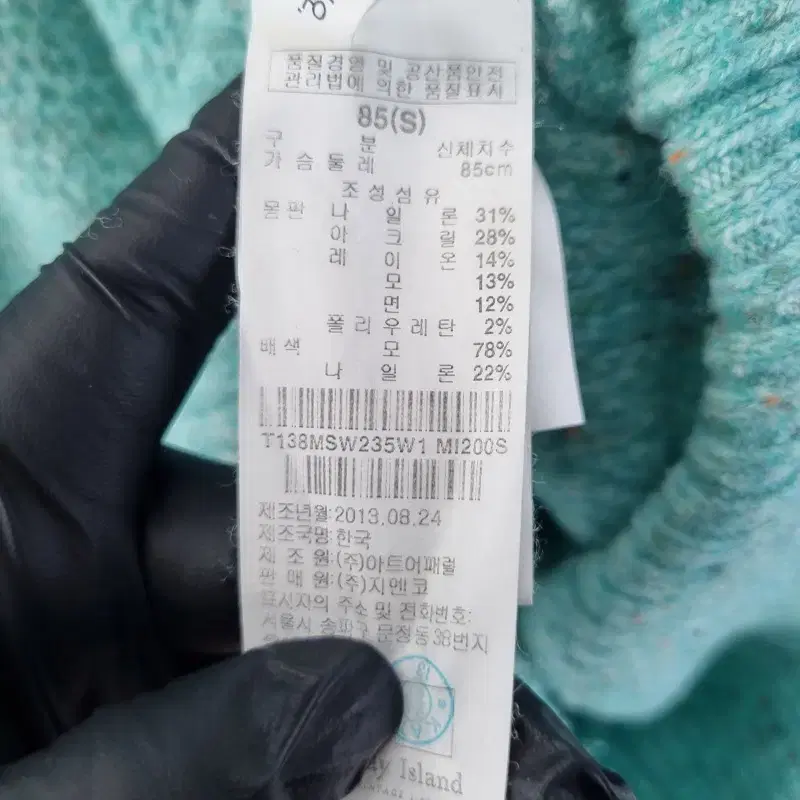 품질경영 및 공산품안전
관리법에 의한 품질표시
85(S)
구 분 신체치수
가슴둘레 85cm
조성섬유
몸판 나일론 31%
아크릴 28%
레이온 14%
모 13%
면 12%
폴리우레탄 2%
배색 모 78%
나일론 22%
T138MSW235W1 MI200S
제조년월:2013.08.24
제조국명:한국
제 조 원:(주)아트어패럴
판 매 원:(주)지엔코
표시자의 주소 및 전화번호:
서울시 송파구 문정동 38번지
Island